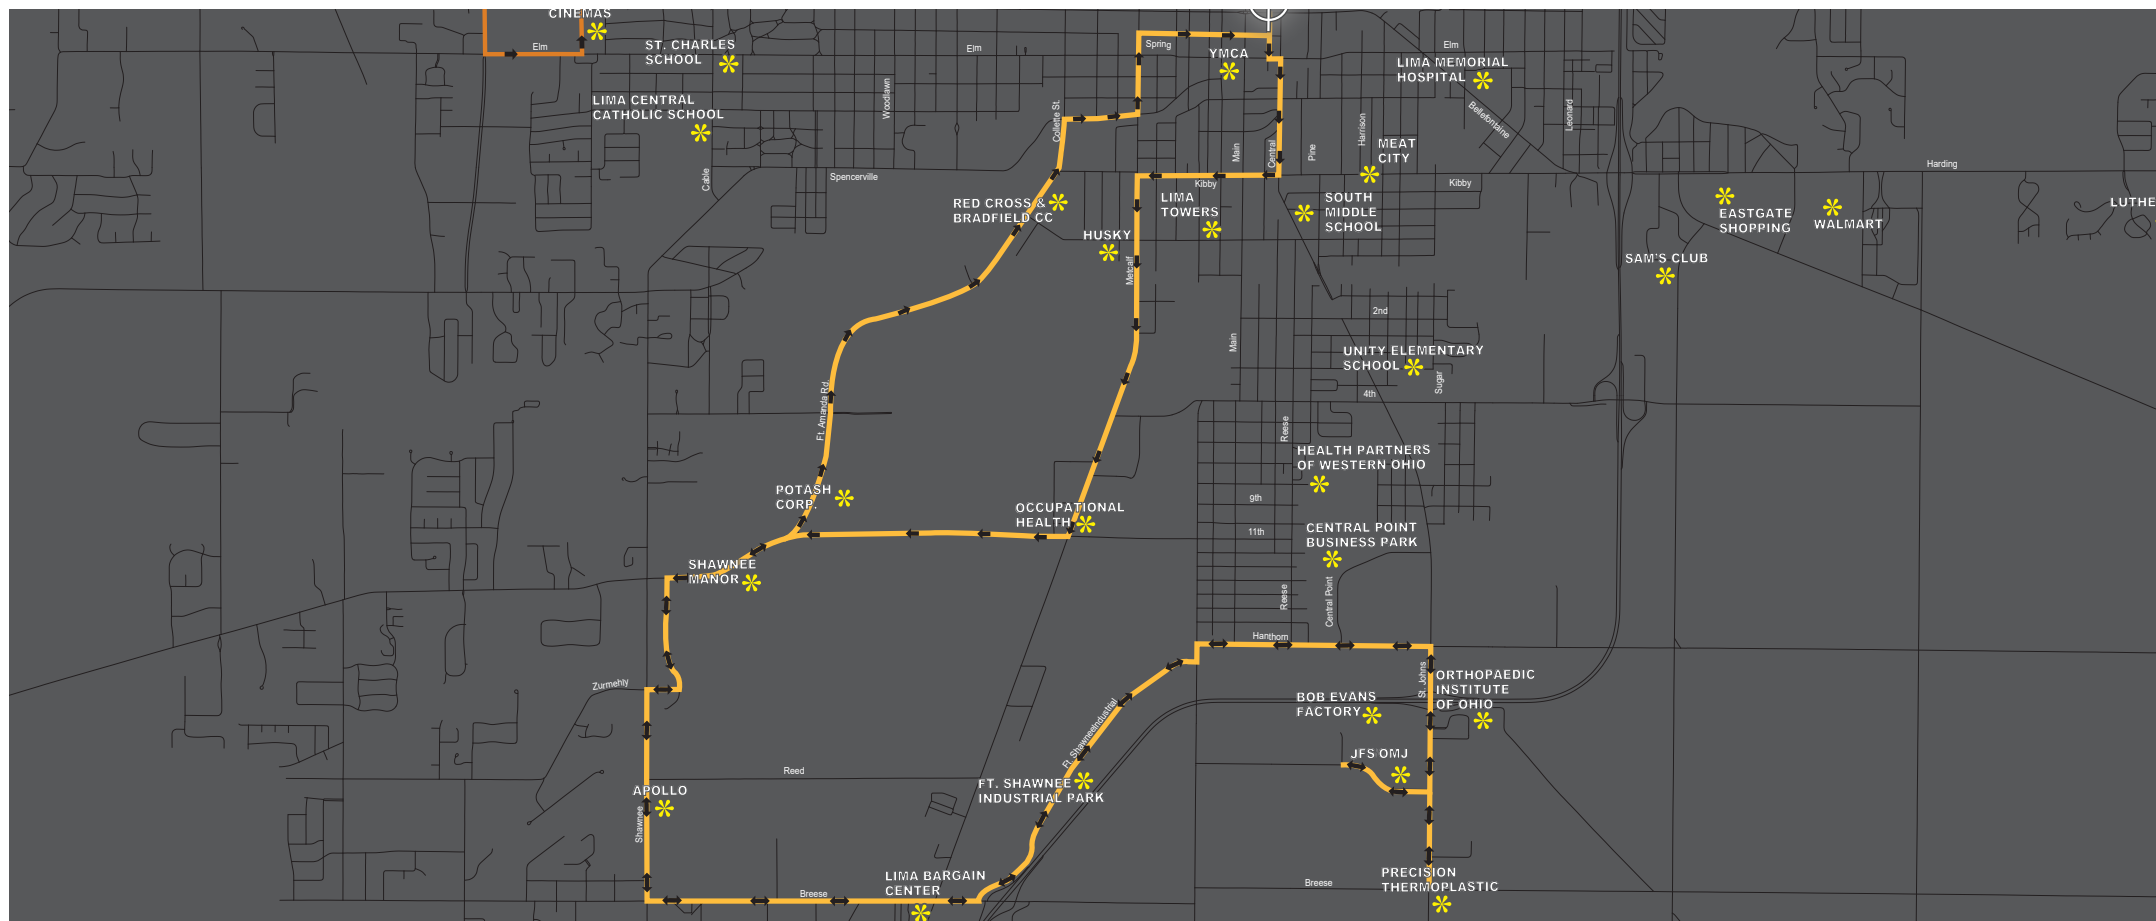 CINEMAS
Elm
ST. CHARLES
SCHOOL
Elm
Spring
YMCA
Elm
LIMA MEMORIAL
HOSPITAL
LIMA CENTRAL
CATHOLIC SCHOOL
Woodlawn
Collette St.
Bellefontaine
Leonard
Harrison
Main
Central
Pine
MEAT
CITY
Harding
Cable
Spencerville
Kibby
Kibby
RED CROSS &
BRADFIELD CC
LIMA
TOWERS
SOUTH
MIDDLE
SCHOOL
EASTGATE
SHOPPING
WALMART
LUTHE
HUSKY
Metcalf
SAM'S CLUB
2nd
Main
UNITY ELEMENTARY
SCHOOL
Sugar
4th
Ft. Amanda Rd.
Reese
HEALTH PARTNERS
OF WESTERN OHIO
POTASH
CORP.
9th
OCCUPATIONAL
HEALTH
11th
CENTRAL POINT
BUSINESS PARK
SHAWNEE
MANOR
Reese
Central Point
Hanthorn
Zurmehly
St. Johns
ORTHOPAEDIC
INSTITUTE
OF OHIO
BOB EVANS
FACTORY
Ft. Shawnee Industrial
JFS OMJ
Reed
APOLLO
FT. SHAWNEE
INDUSTRIAL PARK
Shawnee
LIMA BARGAIN
CENTER
Breese
Breese
PRECISION
THERMOPLASTIC